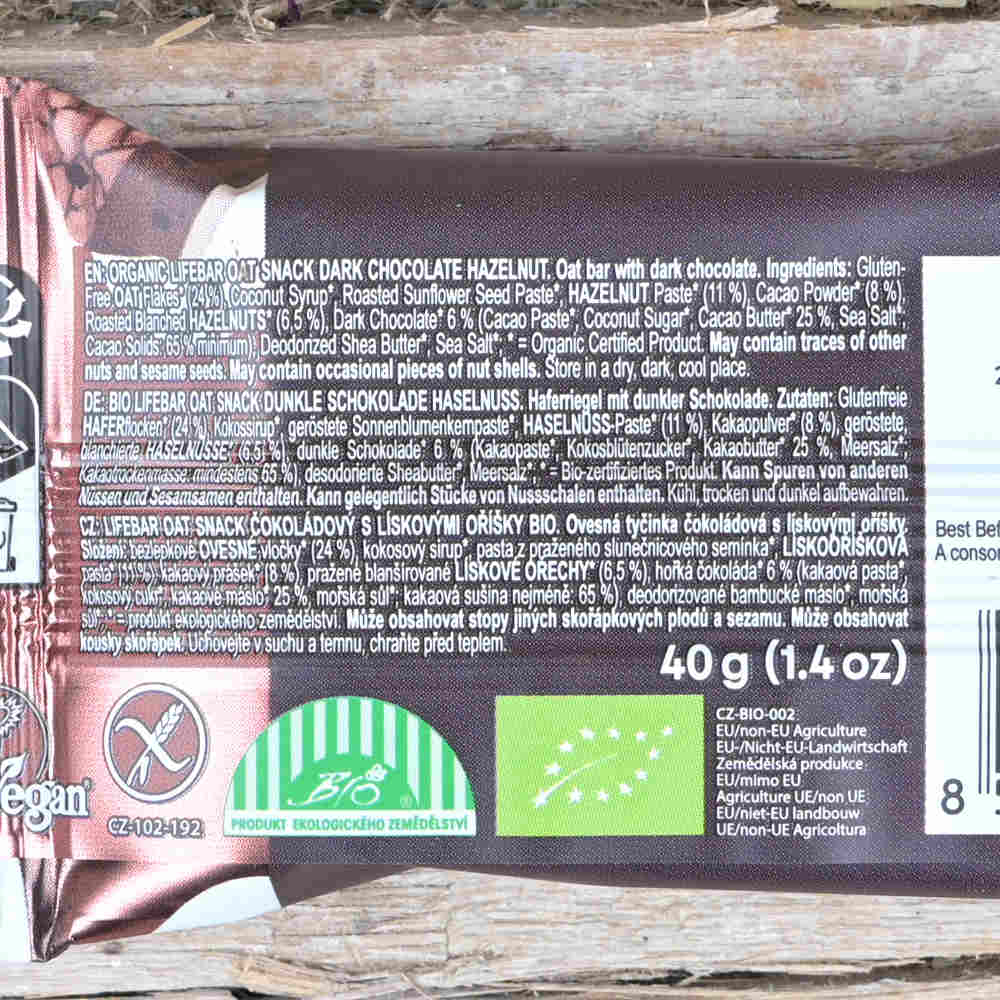 EN: ORGANIC LIFEBAR OAT SNACK DARK CHOCOLATE HAZELNUT. Oat bar with dark chocolate. Ingredients: Gluten-
Free OAT Flakes* (24 %), Coconut Syrup*, Roasted Sunflower Seed Paste*, HAZELNUT Paste* (11 %), Cacao Powder* (8 %),
Roasted Blanched HAZELNUTS* (6,5 %), Dark Chocolate* 6 % (Cacao Paste*, Coconut Sugar*, Cacao Butter* 25 %, Sea Salt*;
Cacao Solids*: 65 % minimum), Deodorized Shea Butter*, Sea Salt*; * = Organic Certified Product. May contain traces of other
nuts and sesame seeds. May contain occasional pieces of nut shells. Store in a dry, dark, cool place.
DE: BIO LIFEBAR OAT SNACK DUNKLE SCHOKOLADE HASELNUSS. Haferriegel mit dunkler Schokolade. Zutaten: Glutenfreie
HAFERflocken* (24 %), Kokossirup*, geröstete Sonnenblumenkernpaste*, HASELNUSS-Paste* (11 %), Kakaopulver* (8 %), geröstete,
blanchierte HASELNÜSSE* (6,5 %), dunkle Schokolade* 6 % (Kakaopaste*, Kokosblütenzucker*, Kakaobutter* 25 %, Meersalz*;
Kakaotrockenmasse: mindestens 65 %), desodorierte Sheabutter*, Meersalz*; * = Bio-zertifiziertes Produkt. Kann Spuren von anderen
Nüssen und Sesamsamen enthalten. Kann gelegentlich Stücke von Nussschalen enthalten. Kühl, trocken und dunkel aufbewahren.
CZ: LIFEBAR OAT SNACK ČOKOLÁDOVÝ S LÍSKOVÝMI OŘÍŠKY BIO. Ovesná tyčinka čokoládová s lískovými oříšky.
Složení: bezlepkové OVESNÉ vločky* (24 %), kokosový sirup*, pasta z praženého slunečnicového semínka*, LÍSKOOŘÍŠKOVÁ
pasta* (11 %), kakaový prášek* (8 %), pražené blanšírované LÍSKOVÉ OŘECHY* (6,5 %), hořká čokoláda* 6 % (kakaová pasta*,
kokosový cukr*, kakaové máslo* 25 %, mořská sůl*; kakaová sušina nejméně: 65 %), deodorizované bambucké máslo*, mořská
sůl*; * = produkt ekologického zemědělství. Může obsahovat stopy jiných skořápkových plodů a sezamu. Může obsahovat
kousky skořápek. Uchovejte v suchu a temnu, chraňte před teplem.
40 g (1.4 oz)
egan
CZ-102-192
Bio ®
PRODUKT EKOLOGICKÉHO ZEMĚDĚLSTVÍ
CZ-BIO-002
EU/non-EU Agriculture
EU-/Nicht-EU-Landwirtschaft
Zemědělská produkce
EU/mimo EU
Agriculture UE/non UE
EU/niet-EU landbouw
UE/non-UE Agricoltura
Best Be
A conso
8